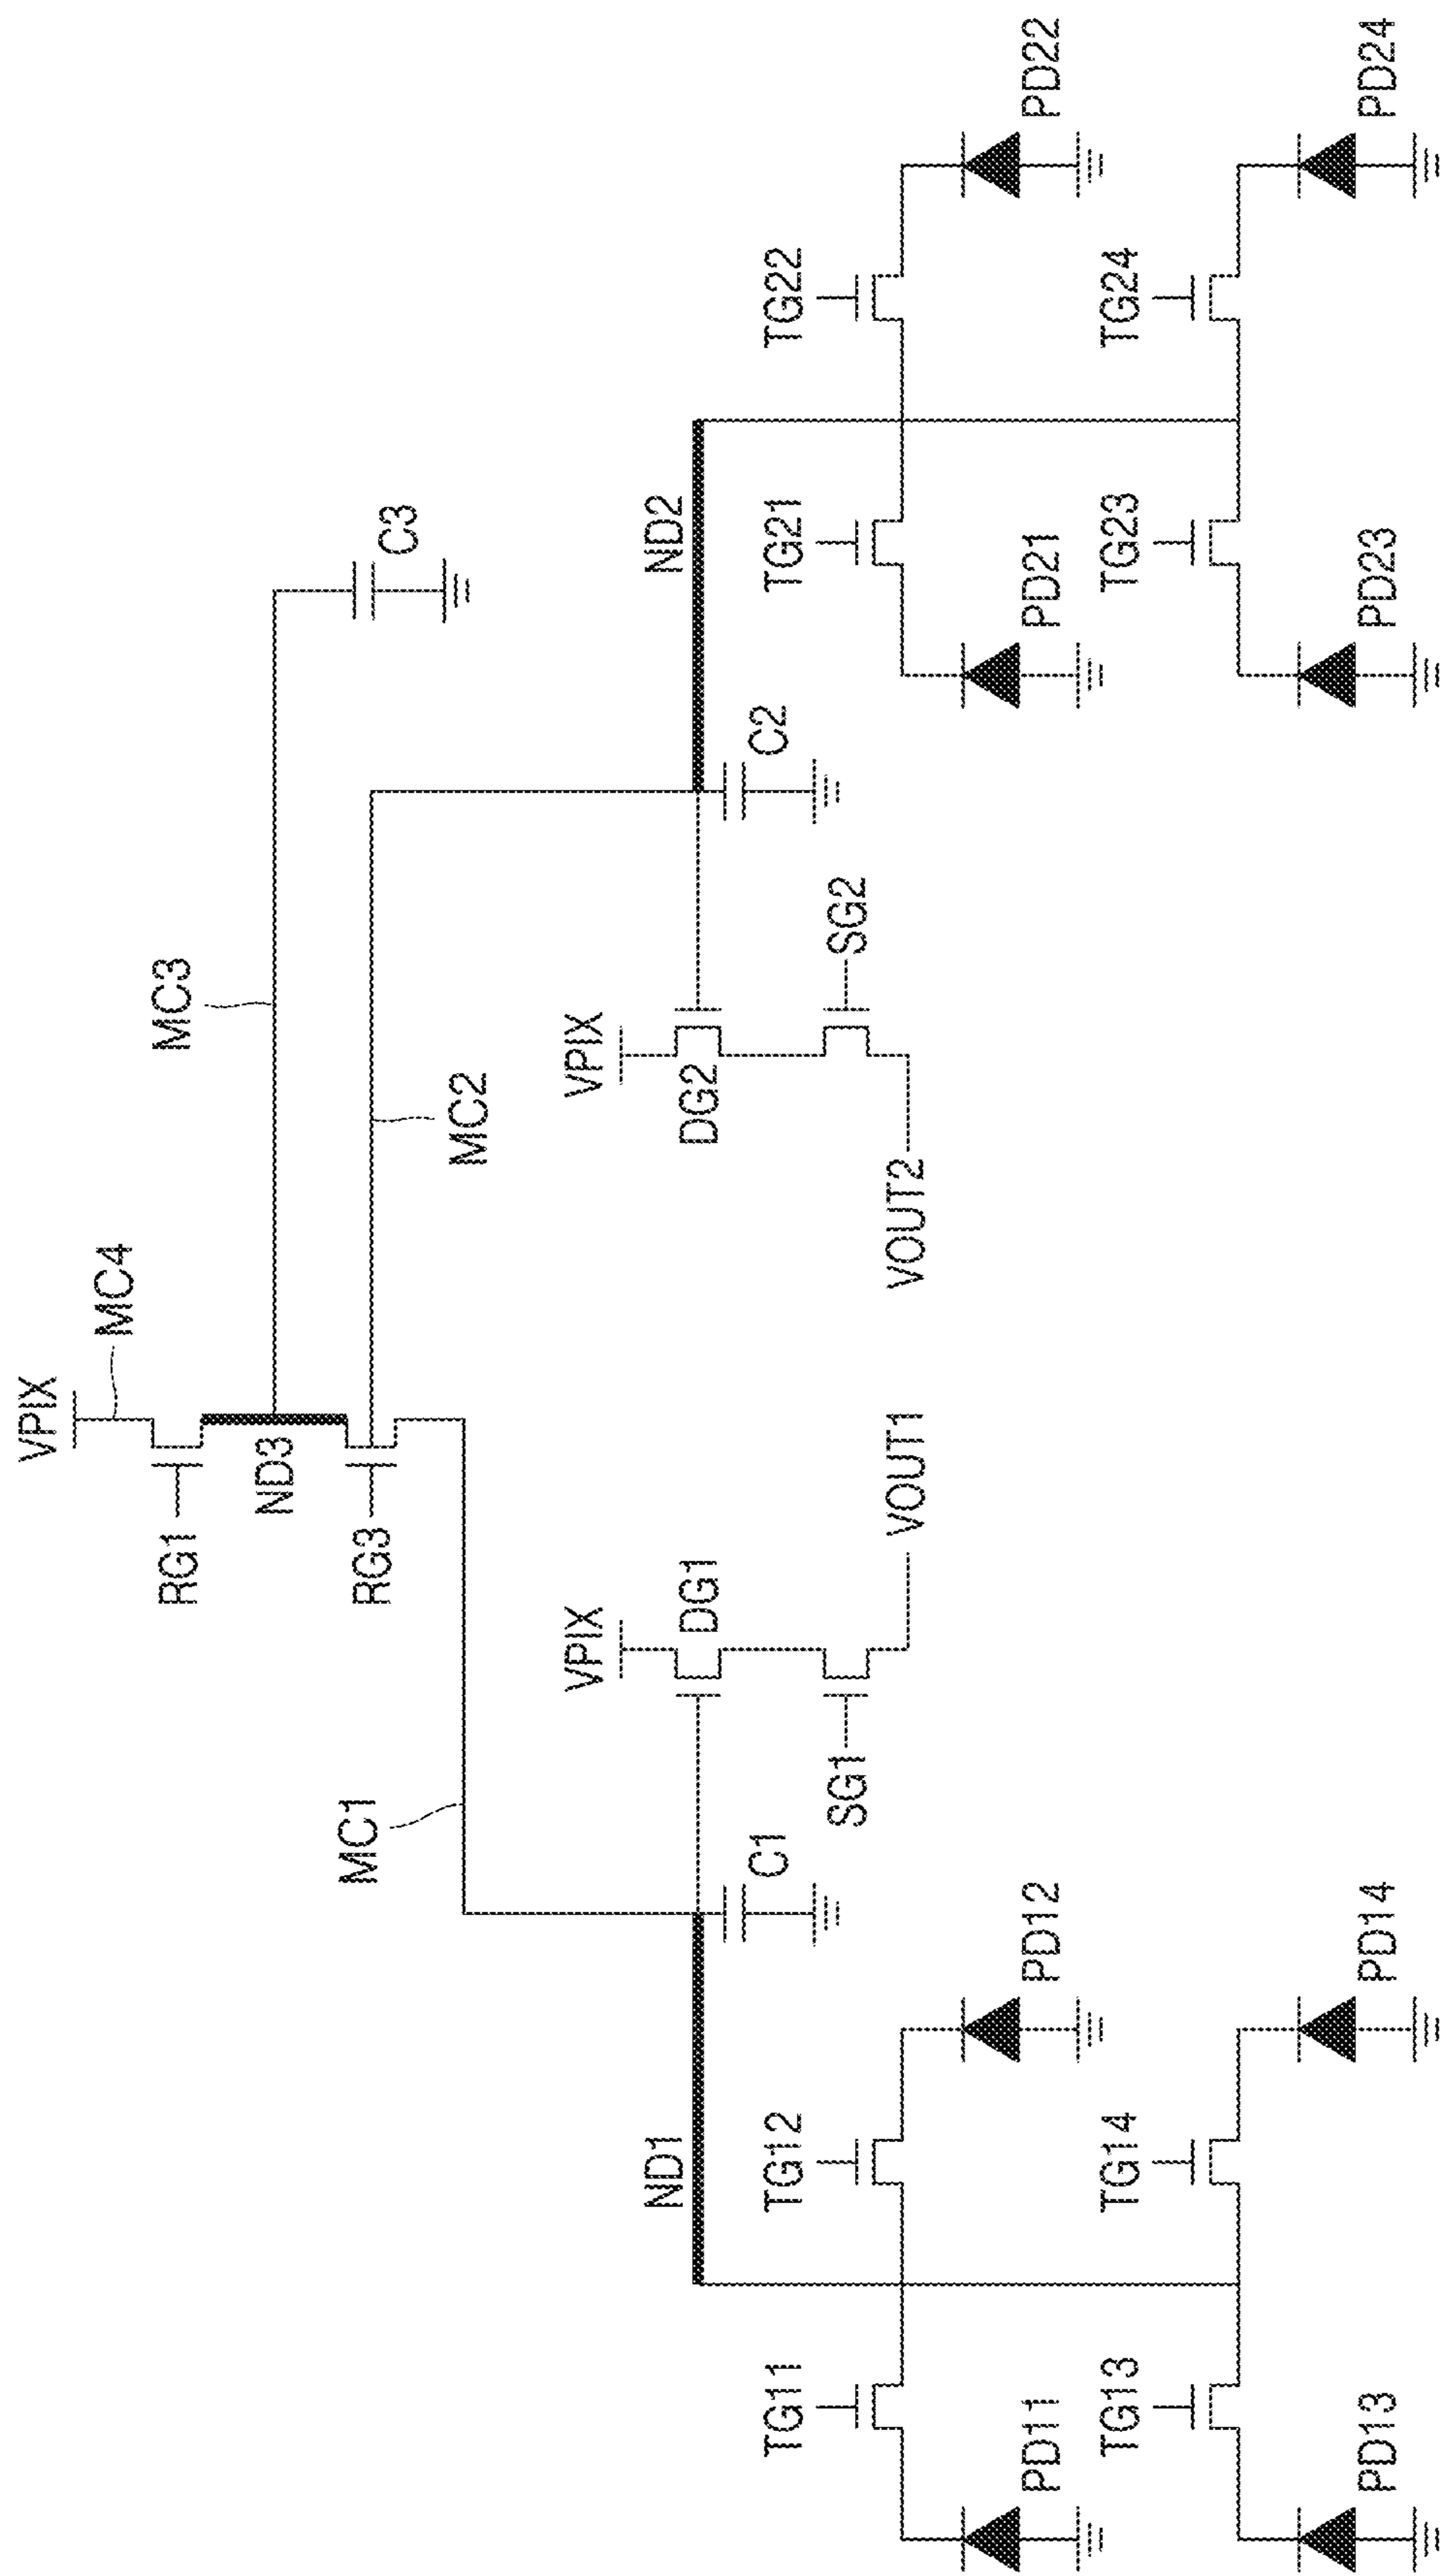 VPIX
MC4
RG1
ND3
MC3
RG3
MC2
C3
MC1
VPIX
DG1
VPIX
DG2
ND1
C1
ND2
C2
SG1
SG2
VOUT1
VOUT2
TG11
TG12
TG21
TG22
PD11
PD12
PD21
PD22
TG13
TG14
TG23
TG24
PD13
PD14
PD23
PD24